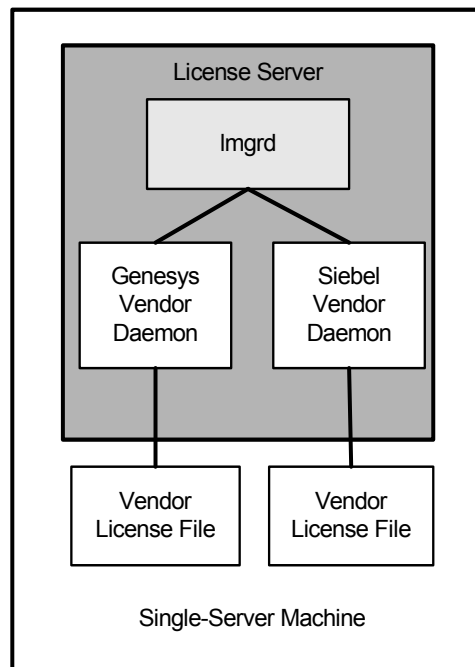 License Server
lmgrd
Genesys
Vendor
Daemon
Siebel
Vendor
Daemon
Vendor
License File
Vendor
License File
Single-Server Machine